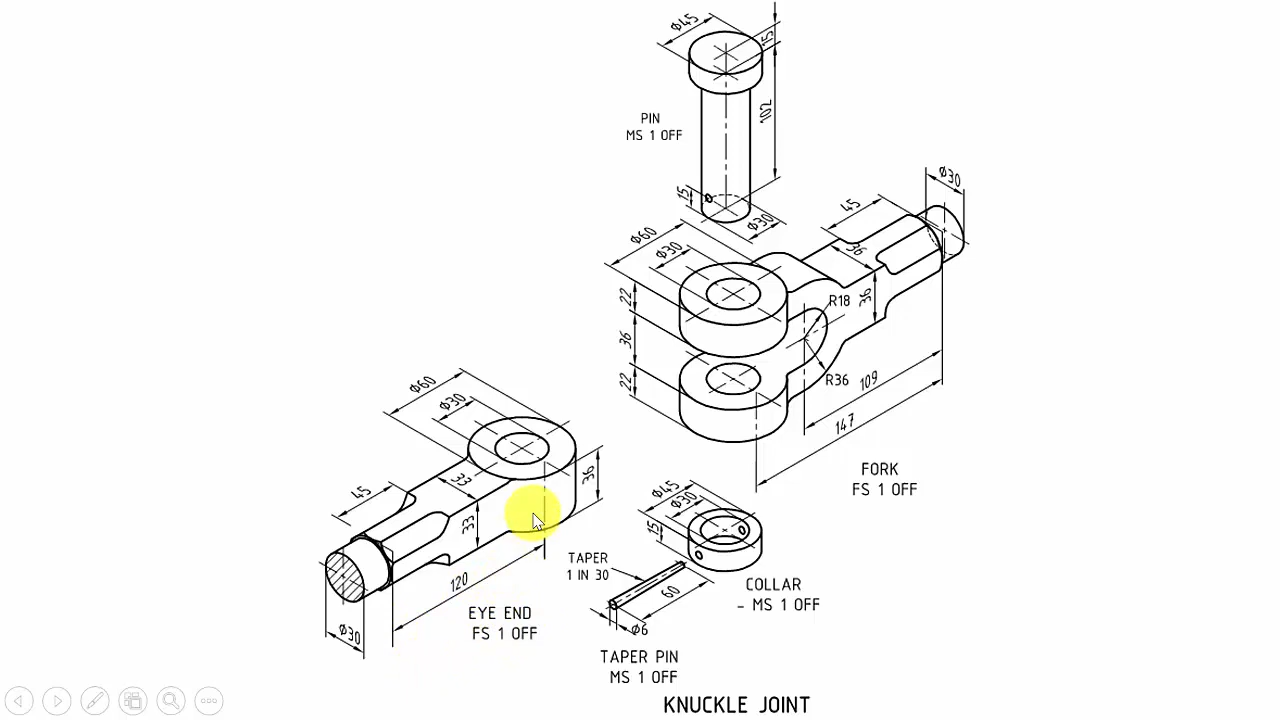 Ø45
15
102
PIN
MS 1 OFF
15
Ø30
Ø60
Ø30
22
36
22
45
Ø30
36
36
R18
R36
109
147
FORK
FS 1 OFF
Ø60
Ø30
45
33
33
36
120
Ø30
EYE END
FS 1 OFF
Ø45
Ø30
15
COLLAR
- MS 1 OFF
TAPER
1 IN 30
60
Ø6
TAPER PIN
MS 1 OFF
KNUCKLE JOINT